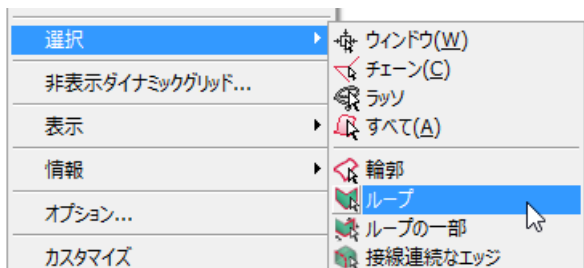 選択
非表示ダイナミックグリッド...
表示
情報
オプション...
カスタマイズ
ウィンドウ(W)
チェーン(C)
ラッソ
すべて(A)
輪郭
ループ
ループの一部
接線連続なエッジ